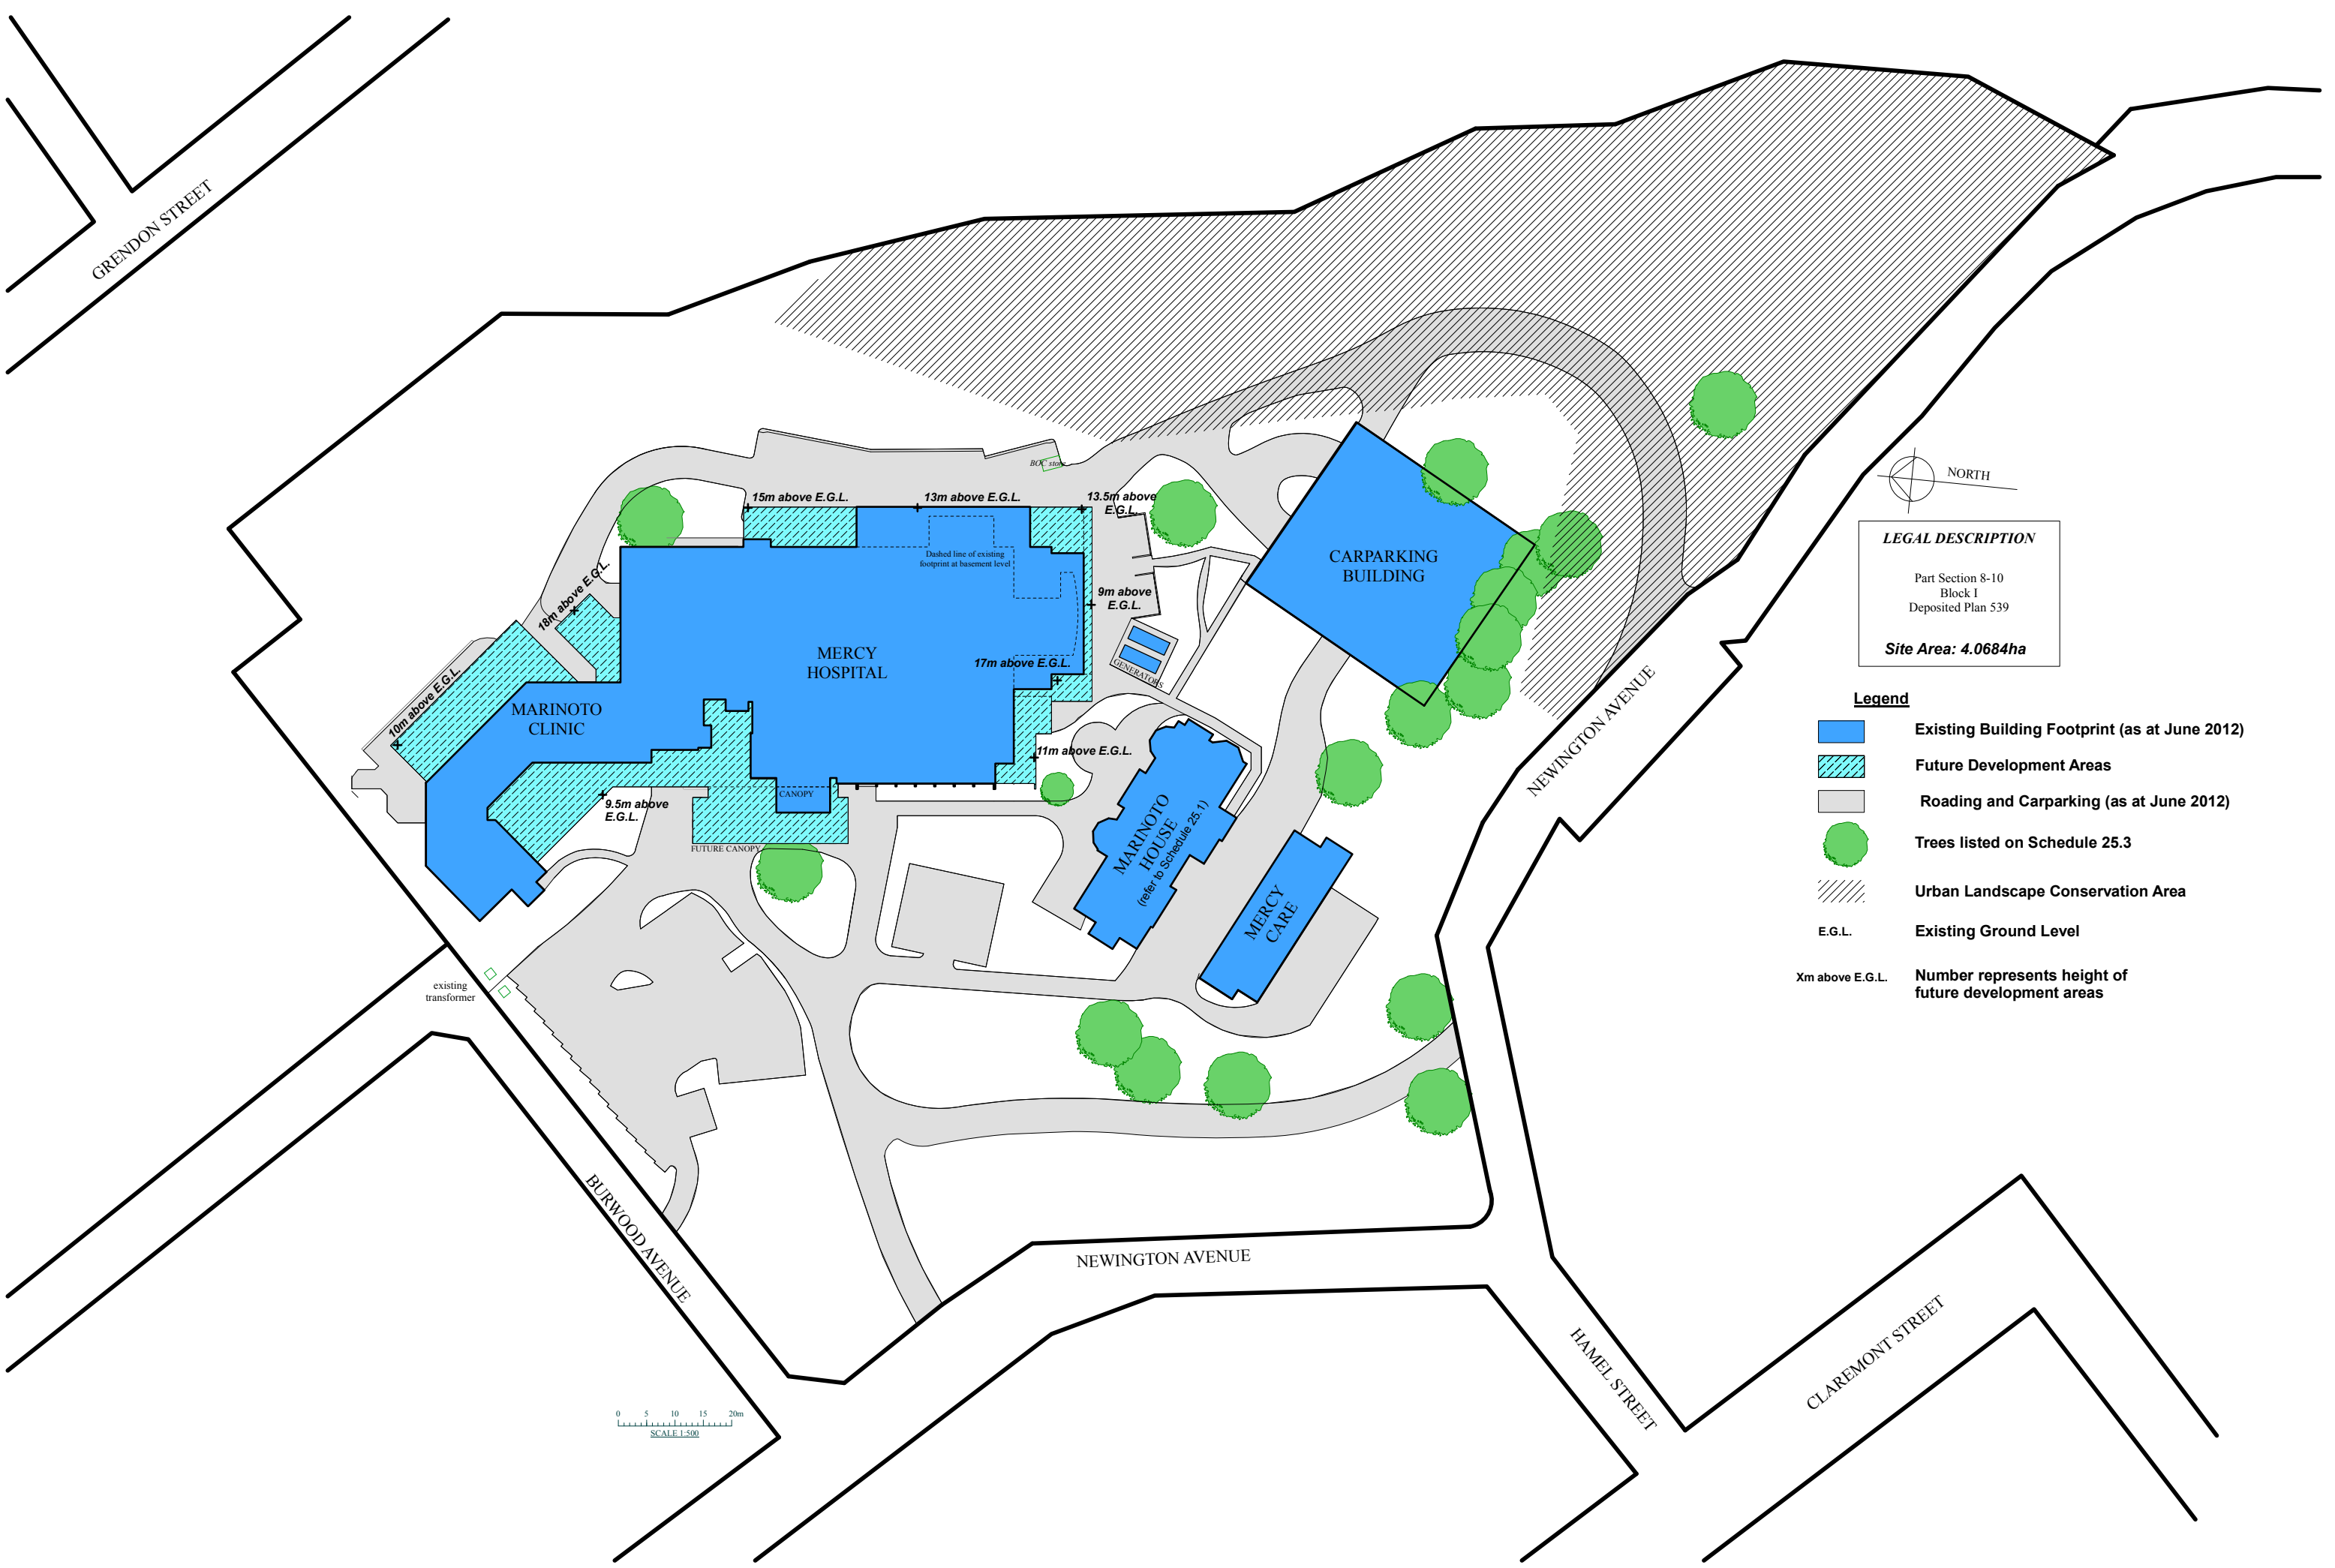 GRENDON STREET
BOC store
15m above E.G.L.
13m above E.G.L.
13.5m above
E.G.L.
NORTH
LEGAL DESCRIPTION
Part Section 8-10
Block I
Deposited Plan 539
Site Area: 4.0684ha
Dashed line of existing
footprint at basement level
CARPARKING
BUILDING
18m above E.G.L.
9m above
E.G.L.
MERCY
HOSPITAL
17m above E.G.L.
GENERATORS
10m above E.G.L.
MARINOTO
CLINIC
NEWINGTON AVENUE
11m above E.G.L.
CANOPY
9.5m above
E.G.L.
FUTURE CANOPY
MARINOTO
HOUSE
(refer to Schedule 25.1)
MERCY
CARE
Legend
Existing Building Footprint (as at June 2012)
Future Development Areas
Roading and Carparking (as at June 2012)
Trees listed on Schedule 25.3
Urban Landscape Conservation Area
E.G.L.
Existing Ground Level
Xm above E.G.L.
Number represents height of
future development areas
existing
transformer
BURWOOD AVENUE
NEWINGTON AVENUE
HAMEL STREET
CLAREMONT STREET
0 5 10 15 20m
SCALE 1:500